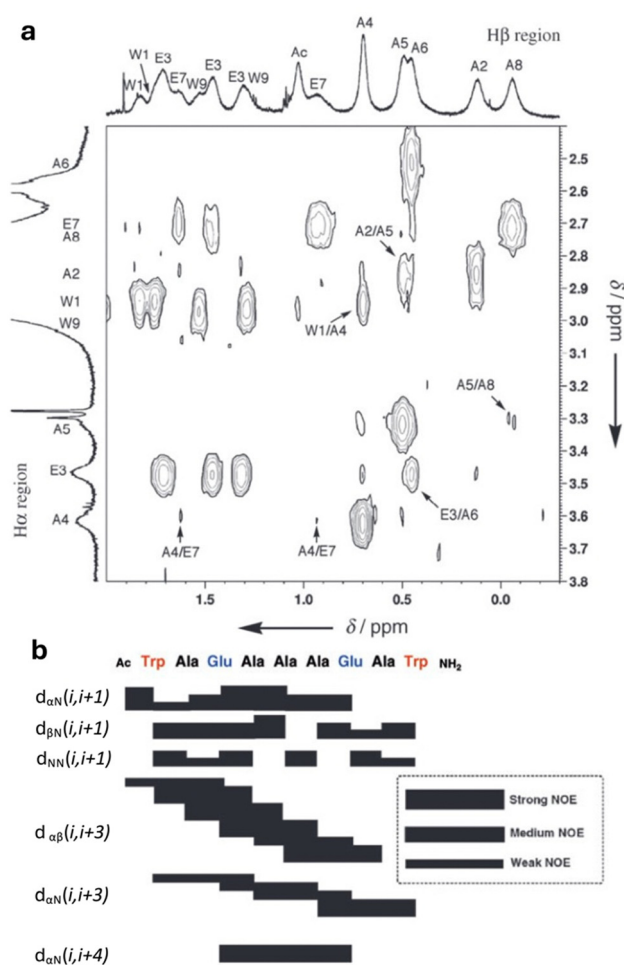 a
Hβ region
W1 W1 E3 E7 W9 E3 E3 W9 Ac E7 A4 A5 A6 A2 A8
A6
E7
A8
A2
W1
W9
A5
E3
A4
Hα region
2.5
2.6
2.7
2.8
2.9
3.0
3.1
3.2
3.3
3.4
3.5
3.6
3.7
3.8
δ / ppm
A2/A5
W1/A4
A5/A8
E3/A6
A4/E7 A4/E7
1.5 1.0 0.5 0.0
δ / ppm
b
Ac Trp Ala Glu Ala Ala Ala Glu Ala Trp NH₂
dαN(i,i+1)
dβN(i,i+1)
dNN(i,i+1)
dαβ(i,i+3)
dαN(i,i+3)
dαN(i,i+4)
Strong NOE
Medium NOE
Weak NOE